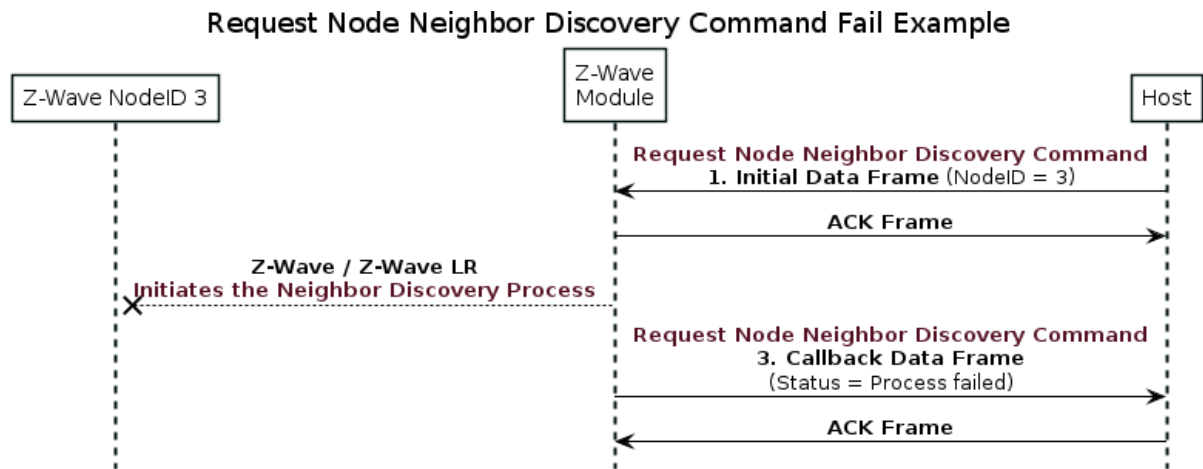 Request Node Neighbor Discovery Command Fail Example
Z-Wave NodeID 3
Z-Wave
Module
Host
Request Node Neighbor Discovery Command
1. Initial Data Frame (NodeID = 3)
ACK Frame
Z-Wave / Z-Wave LR
Initiates the Neighbor Discovery Process
Request Node Neighbor Discovery Command
3. Callback Data Frame
(Status = Process failed)
ACK Frame